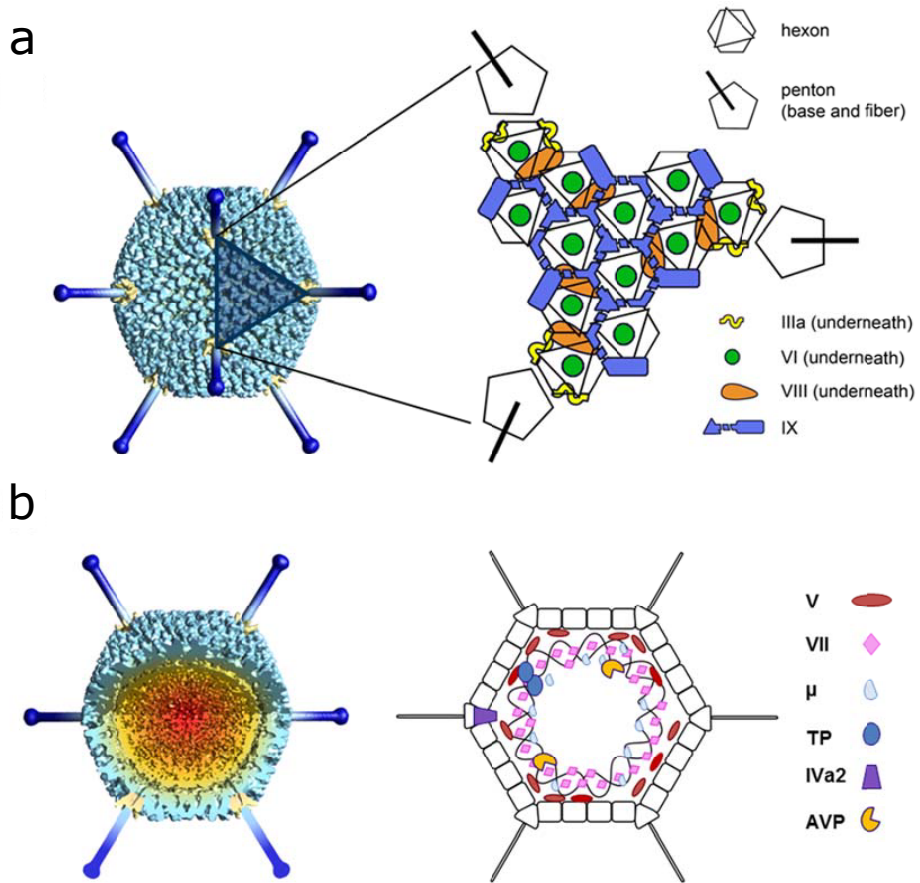 a
hexon
penton
(base and fiber)
IIIa (underneath)
VI (underneath)
VIII (underneath)
IX
b
V
VII
µ
TP
IVa2
AVP